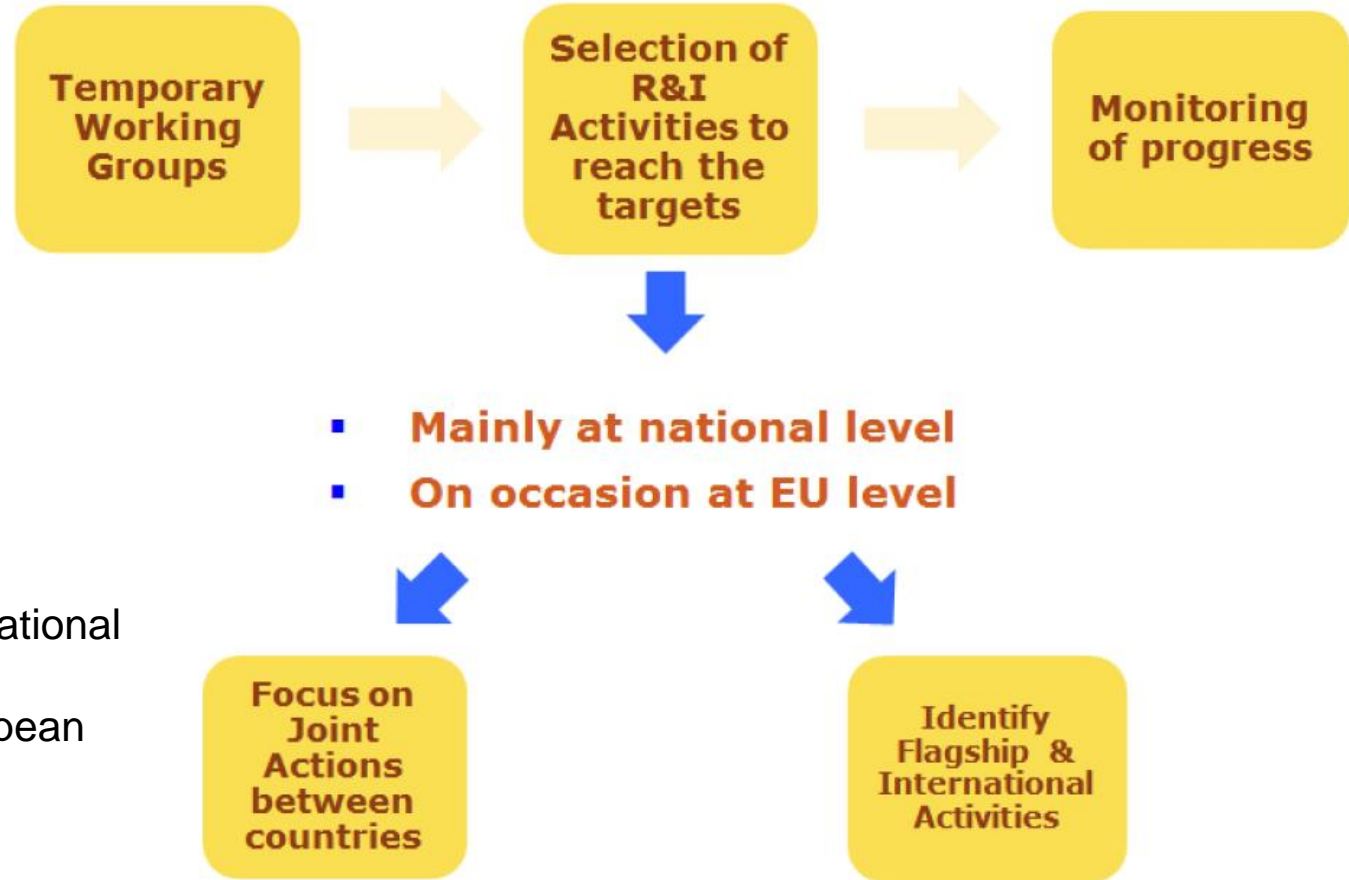 Temporary
Working
Groups
Selection of
R&I
Activities to
reach the
targets
Monitoring
of progress
▪ Mainly at national level
▪ On occasion at EU level
ational
pean
Focus on
Joint
Actions
between
countries
Identify
Flagship &
International
Activities